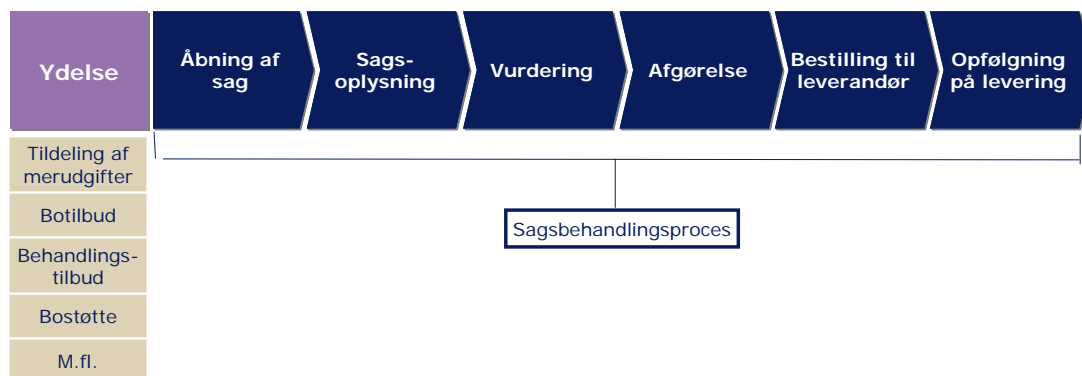 Ydelse
Åbning af
sag
Sags-
oplysning
Vurdering
Afgørelse
Bestilling til
leverandør
Opfølgning
på levering
Tildeling af
merudgifter
Botilbud
Behandlings-
tilbud
Bostøtte
M.fl.
Sagsbehandlingsproces